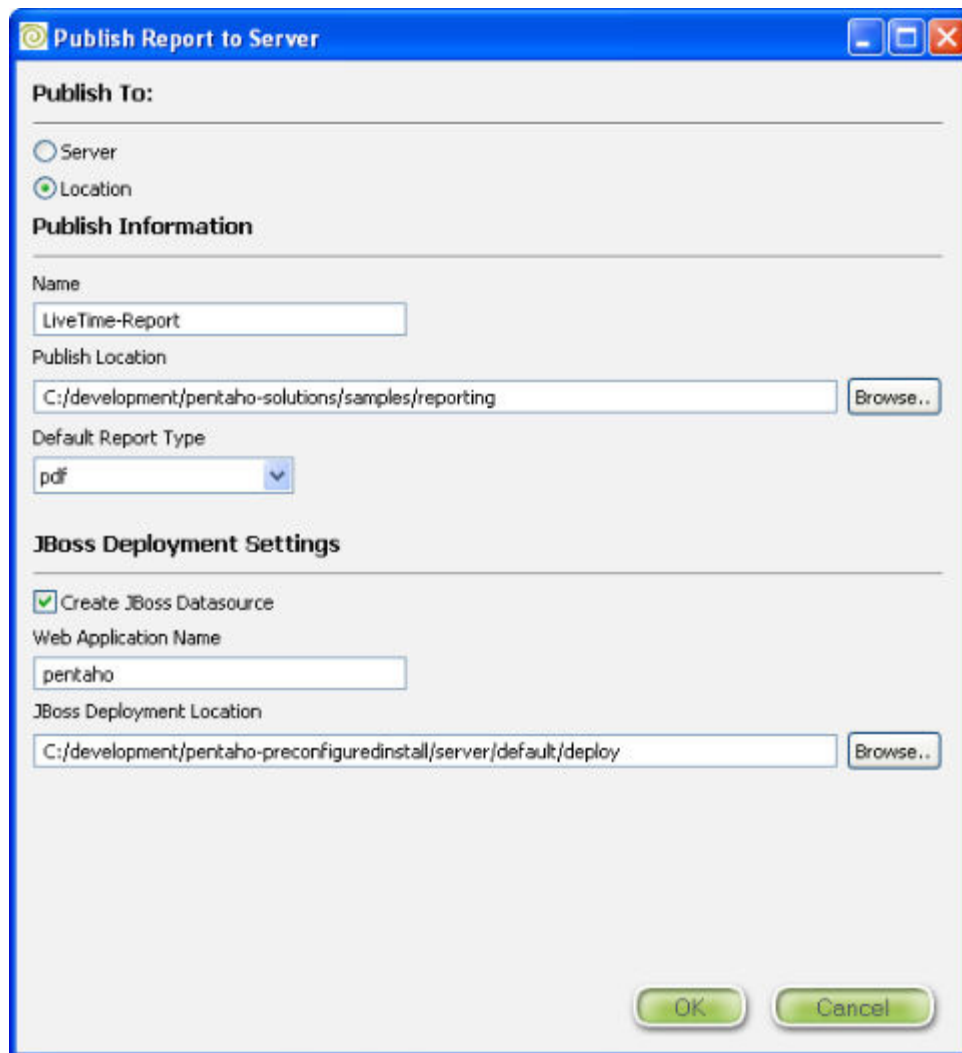 Publish Report to Server
Publish To:
Server
Location
Publish Information
Name
LiveTime-Report
Publish Location
C:/development/pentaho-solutions/samples/reporting
Browse..
Default Report Type
pdf
JBoss Deployment Settings
Create JBoss Datasource
Web Application Name
pentaho
JBoss Deployment Location
C:/development/pentaho-preconfiguredinstall/server/default/deploy
Browse..
OK
Cancel